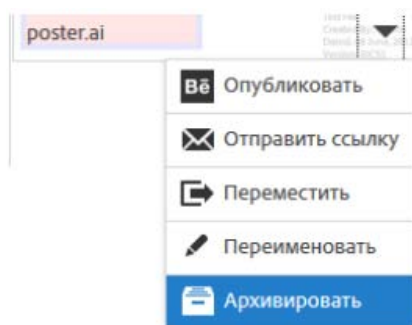 poster.ai
Bē Опубликовать
Отправить ссылку
Переместить
Переименовать
Архивировать